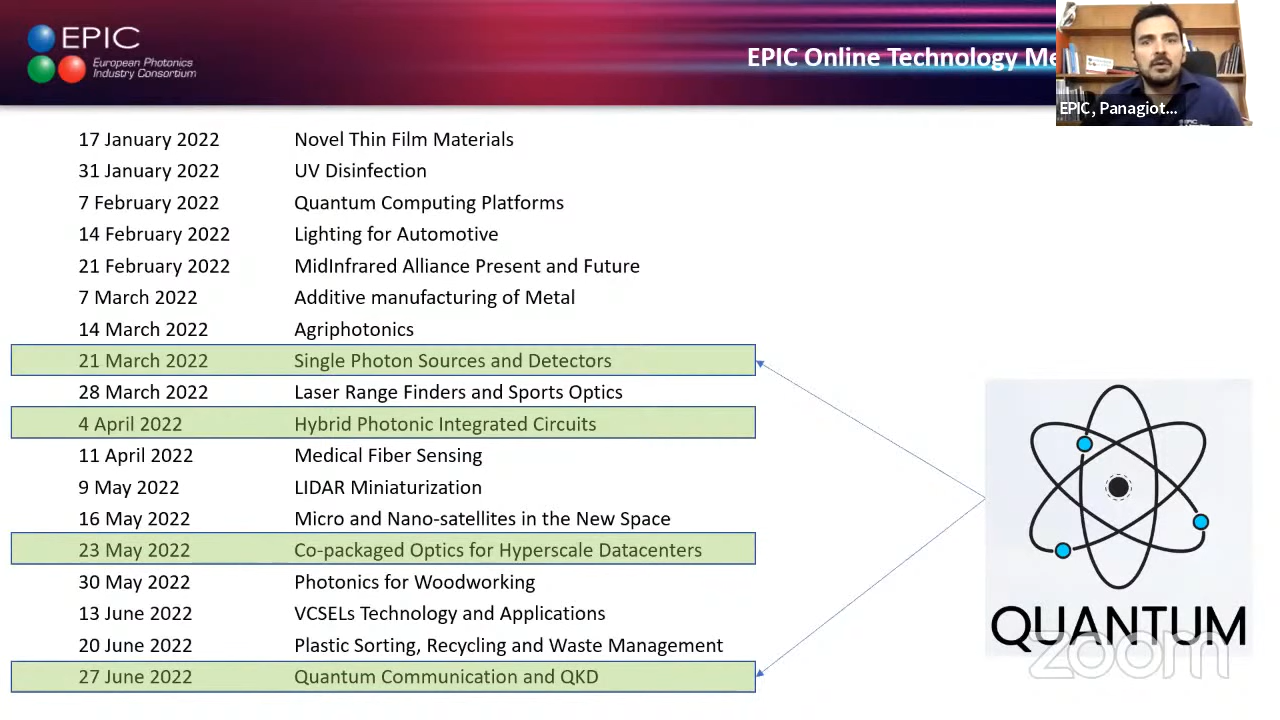 EPIC
European Photonics
Industry Consortium
EPIC Online Technology Me
EPIC, Panagiot...
17 January 2022 Novel Thin Film Materials
31 January 2022 UV Disinfection
7 February 2022 Quantum Computing Platforms
14 February 2022 Lighting for Automotive
21 February 2022 MidInfrared Alliance Present and Future
7 March 2022 Additive manufacturing of Metal
14 March 2022 Agriphotonics
21 March 2022 Single Photon Sources and Detectors
28 March 2022 Laser Range Finders and Sports Optics
4 April 2022 Hybrid Photonic Integrated Circuits
11 April 2022 Medical Fiber Sensing
9 May 2022 LIDAR Miniaturization
16 May 2022 Micro and Nano-satellites in the New Space
23 May 2022 Co-packaged Optics for Hyperscale Datacenters
30 May 2022 Photonics for Woodworking
13 June 2022 VCSELs Technology and Applications
20 June 2022 Plastic Sorting, Recycling and Waste Management
27 June 2022 Quantum Communication and QKD
QUANTUM
zoom